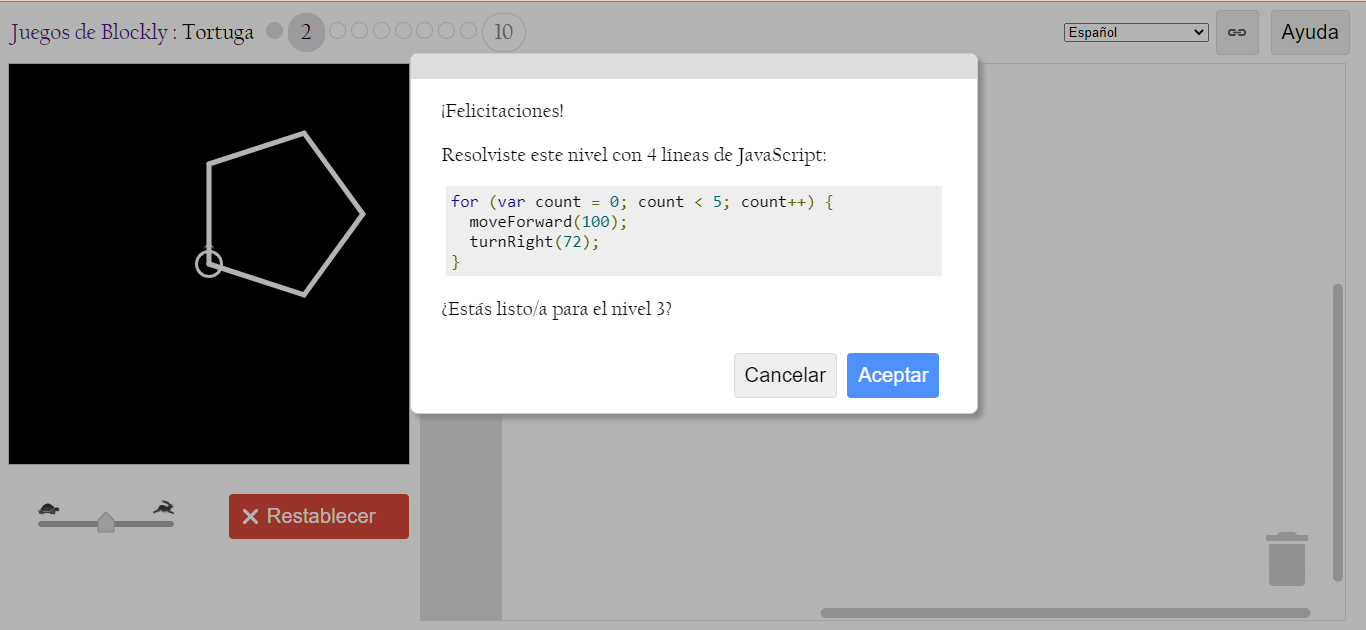 Juegos de Blockly : Tortuga 2 10 Español Ayuda
¡Felicitaciones!
Resolviste este nivel con 4 líneas de JavaScript:
for (var count = 0; count < 5; count++) {
  moveForward(100);
  turnRight(72);
}
¿Estás listo/a para el nivel 3?
Cancelar Aceptar
Restablecer